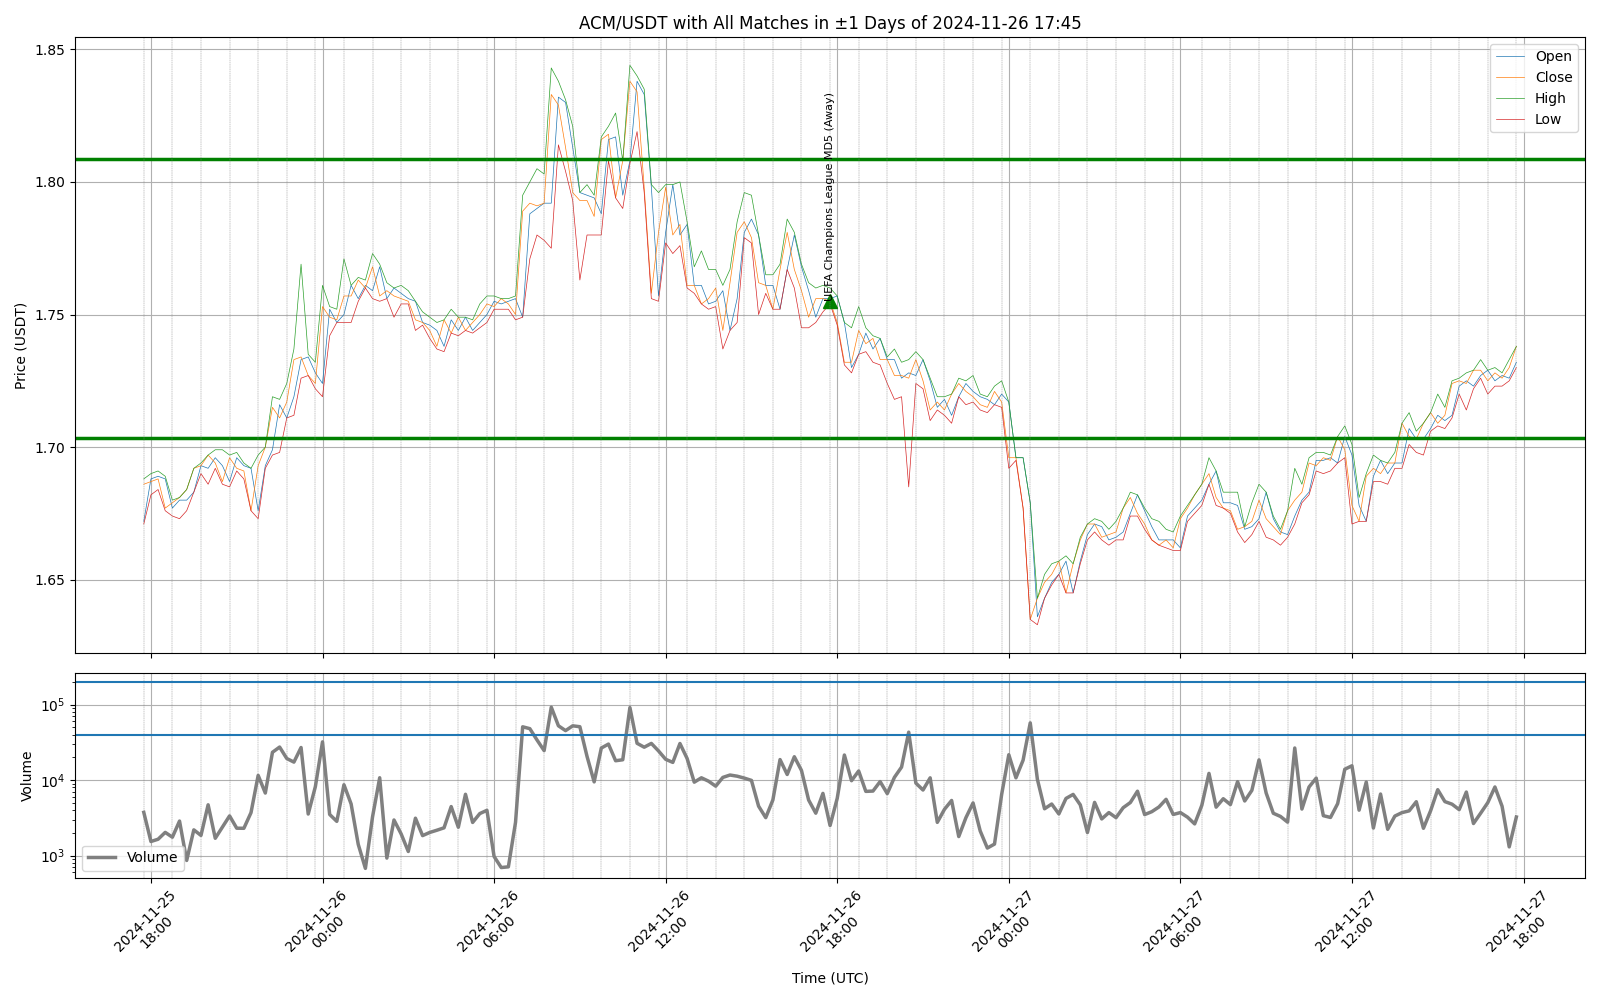 ACM/USDT with All Matches in ±1 Days of 2024-11-26 17:45
Price (USDT)
1.85
1.80
1.75
1.70
1.65
Open
Close
High
Low
UEFA Champions League MD5 (Away)
Volume
10^5
10^4
10^3
Volume
2024-11-25
18:00
2024-11-26
00:00
2024-11-26
06:00
2024-11-26
12:00
2024-11-26
18:00
2024-11-27
00:00
2024-11-27
06:00
2024-11-27
12:00
2024-11-27
18:00
Time (UTC)